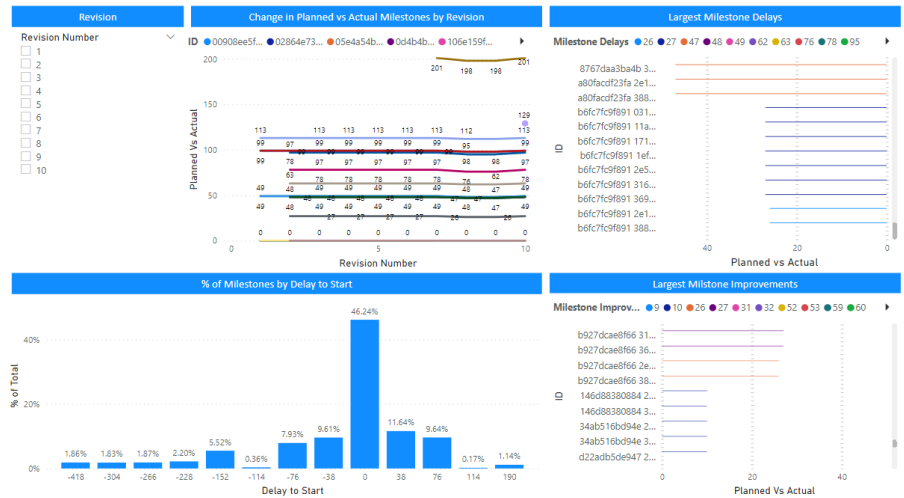 Revision
Revision Number
1
2
3
4
5
6
7
8
9
10
Change in Planned vs Actual Milestones by Revision
ID 00908ee5f... 02864e73... 05e4a54b... 0d4b4b... 106e159f...
Planned Vs Actual
200
150
100
50
0
201 198 198 201
129
113 113 113 113 113 113 112 113
99 97 99 99 99 99 99 95 99
99 78 97 97 97 97 97 98 98 97
63 78 78 78 78 78 76 62 78
49 48 49 49 49 49 49 48 47 49
49 48 49 49 49 49 49 48 47 49
27 27 27 26 26
0 0 0 0 0 0 0 0 0 0
0 5 10
Revision Number
Largest Milestone Delays
Milestone Delays 26 27 47 48 49 62 63 76 78 95
ID
8767daa3ba4b 3...
a80facdf23fa 2e1...
a80facdf23fa 388...
b6fc7fc9f891 031...
b6fc7fc9f891 11a...
b6fc7fc9f891 171...
b6fc7fc9f891 1ef...
b6fc7fc9f891 2e5...
b6fc7fc9f891 316...
b6fc7fc9f891 369...
b6fc7fc9f891 2e1...
b6fc7fc9f891 388...
40 20 0
Planned vs Actual
% of Milestones by Delay to Start
% of Total
40%
20%
0%
1.86% 1.83% 1.87% 2.20% 5.52% 0.36% 7.93% 9.61% 46.24% 11.64% 9.64% 0.17% 1.14%
-418 -304 -266 -228 -152 -114 -76 -38 0 38 76 114 190
Delay to Start
Largest Milstone Improvements
Milestone Improv... 9 10 26 27 31 32 52 53 59 60
ID
b927dcae8f66 31...
b927dcae8f66 36...
b927dcae8f66 2e...
b927dcae8f66 38...
146d88380884 2...
146d88380884 3...
34ab516bd94e 2...
34ab516bd94e 3...
d22adb5de947 2...
0 20 40
Planned Vs Actual